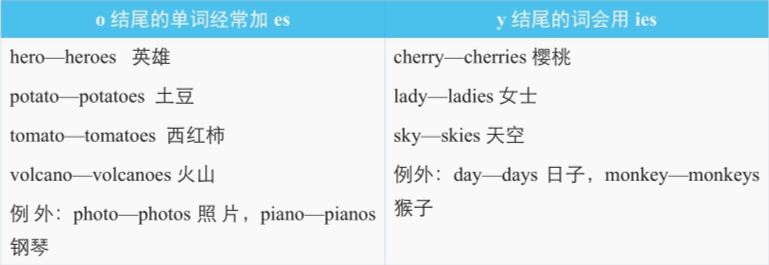 o 结尾的单词经常加 es
hero—heroes 英雄
potato—potatoes 土豆
tomato—tomatoes 西红柿
volcano—volcanoes 火山
例 外：photo—photos 照 片，piano—pianos
钢琴
y 结尾的词会用 ies
cherry—cherries 樱桃
lady—ladies 女士
sky—skies 天空
例外：day—days 日子，monkey—monkeys
猴子